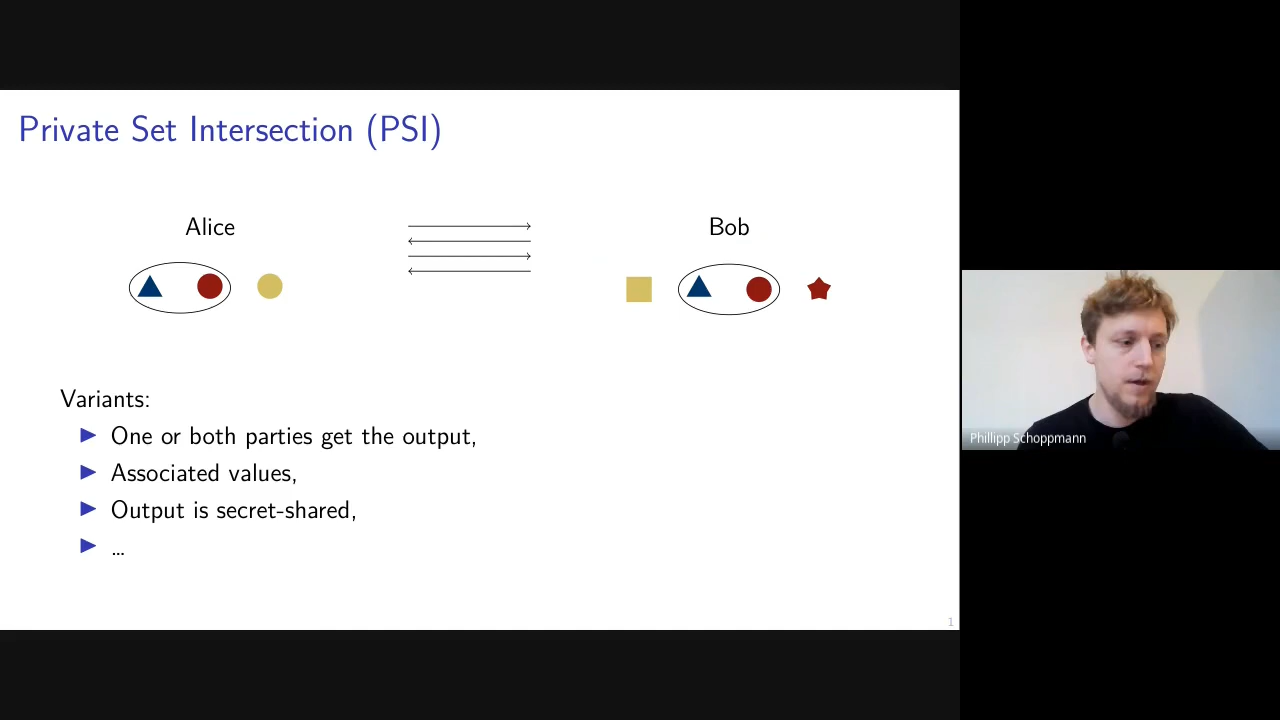 Private Set Intersection (PSI)
Alice
Bob
Variants:
One or both parties get the output,
Associated values,
Output is secret-shared,
...
1
Phillipp Schoppmann